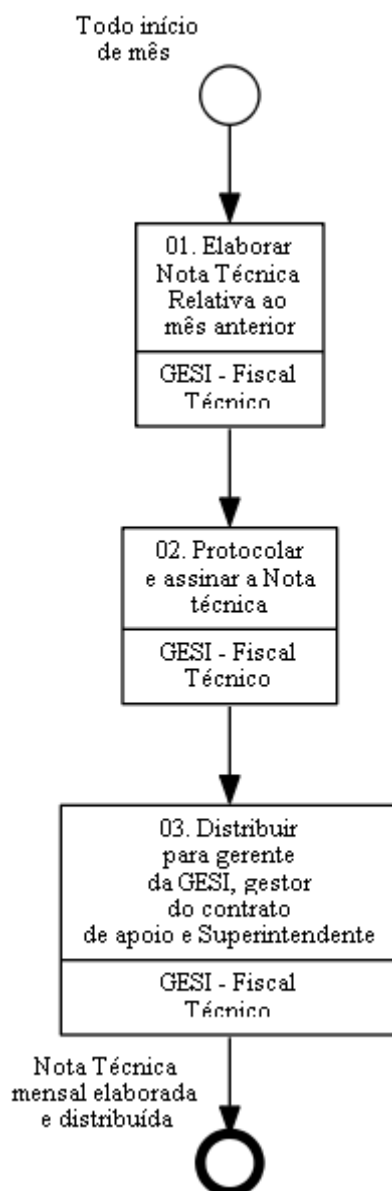 Todo início
de mês
01. Elaborar
Nota Técnica
Relativa ao
mês anterior
GESI - Fiscal
Técnico
02. Protocolar
e assinar a Nota
técnica
GESI - Fiscal
Técnico
03. Distribuir
para gerente
da GESI, gestor
do contrato
de apoio e Superintendente
GESI - Fiscal
Técnico
Nota Técnica
mensal elaborada
e distribuída